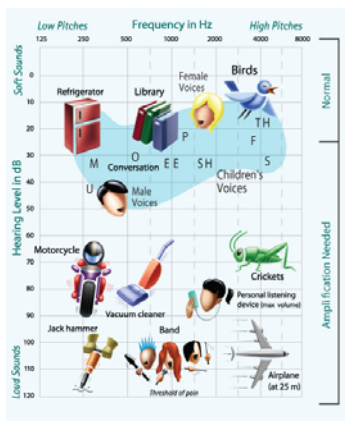 Low Pitches Frequency in Hz High Pitches
125 250 500 1000 2000 4000 8000
Soft Sounds
Hearing Level in dB
Loud Sounds
0
10
20
30
40
50
60
70
80
90
100
110
120
Normal
Amplification Needed
Refrigerator
Library
Female
Voices
Birds
TH
P
F
M
O
Conversation
E E
SH
S
U
Male
Voices
Children's
Voices
Motorcycle
Vacuum cleaner
Crickets
Personal listening
device (max volume)
Jack hammer
Band
Threshold of pain
Airplane
(at 25 m)